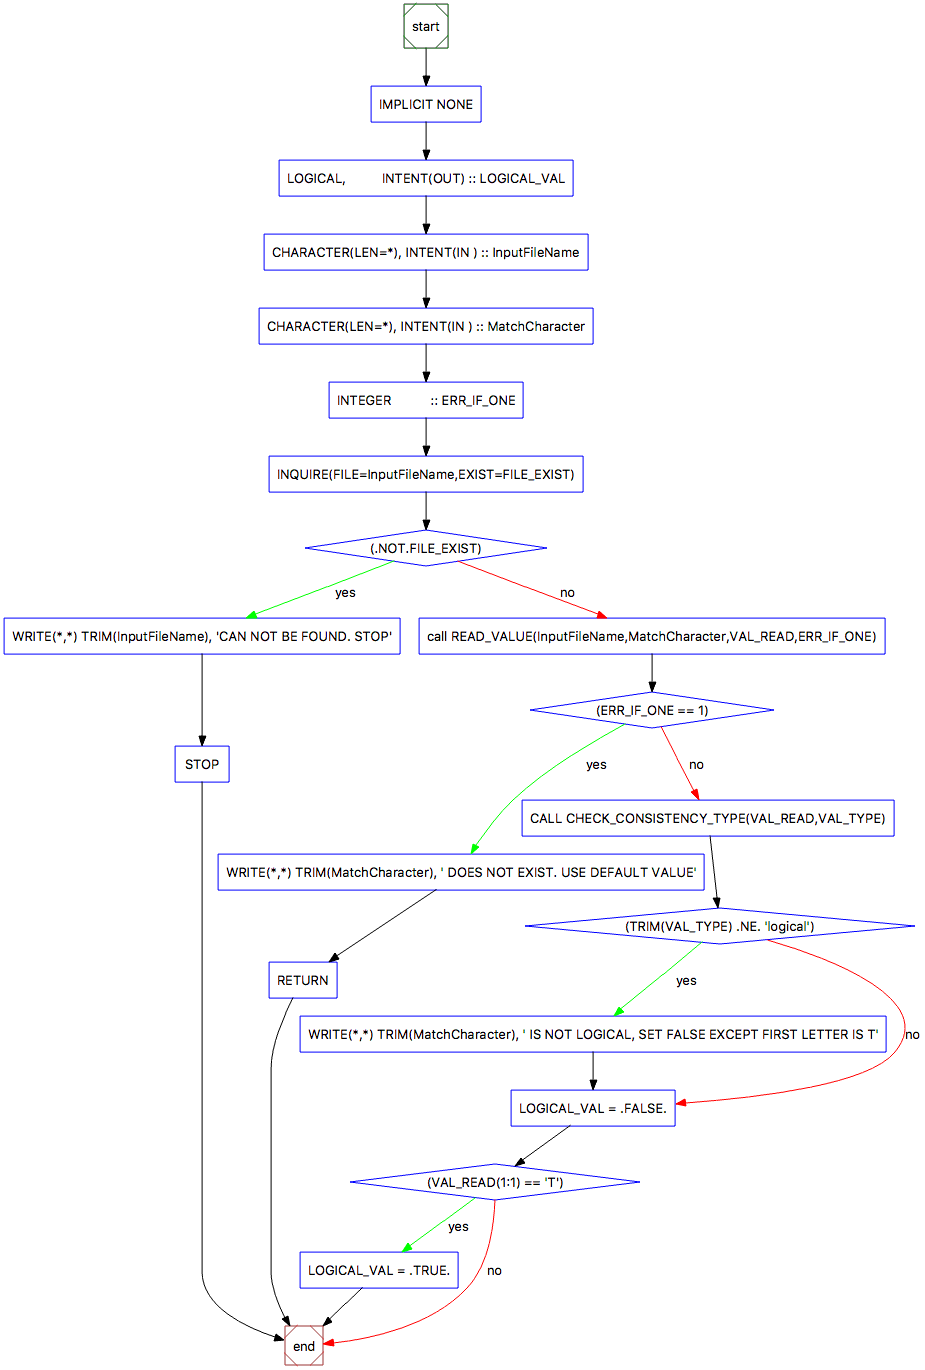 start
IMPLICIT NONE
LOGICAL,          INTENT(OUT) :: LOGICAL_VAL
CHARACTER(LEN=*), INTENT(IN ) :: InputFileName
CHARACTER(LEN=*), INTENT(IN ) :: MatchCharacter
INTEGER           :: ERR_IF_ONE
INQUIRE(FILE=InputFileName,EXIST=FILE_EXIST)
(.NOT.FILE_EXIST)
yes
no
WRITE(*,*) TRIM(InputFileName), 'CAN NOT BE FOUND. STOP'
call READ_VALUE(InputFileName,MatchCharacter,VAL_READ,ERR_IF_ONE)
(ERR_IF_ONE == 1)
STOP
yes
no
CALL CHECK_CONSISTENCY_TYPE(VAL_READ,VAL_TYPE)
WRITE(*,*) TRIM(MatchCharacter), ' DOES NOT EXIST. USE DEFAULT VALUE'
(TRIM(VAL_TYPE) .NE. 'logical')
RETURN
yes
no
WRITE(*,*) TRIM(MatchCharacter), ' IS NOT LOGICAL, SET FALSE EXCEPT FIRST LETTER IS T'
LOGICAL_VAL = .FALSE.
(VAL_READ(1:1) == 'T')
yes
no
LOGICAL_VAL = .TRUE.
end